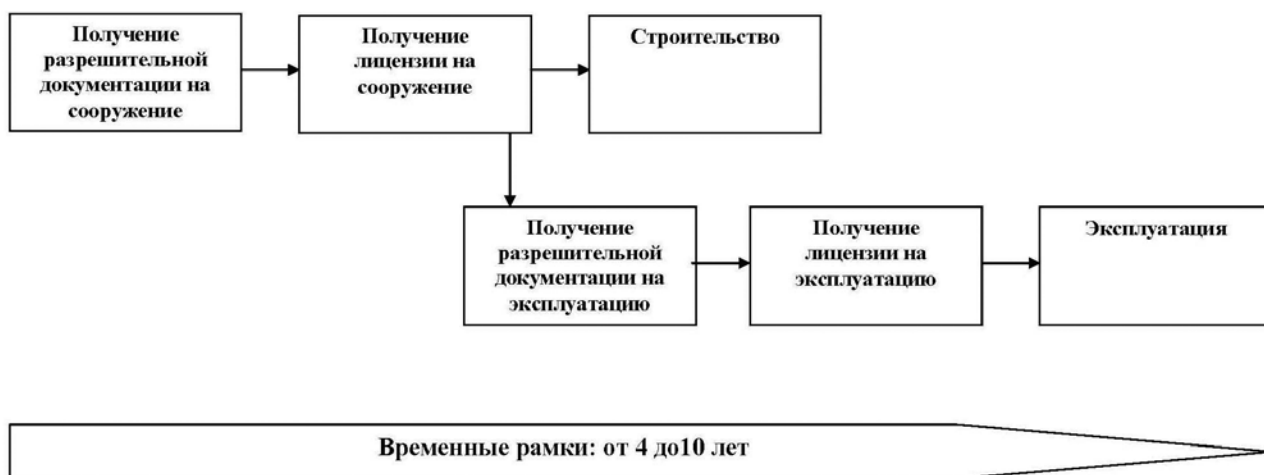 Получение
разрешительной
документации на
сооружение
Получение
лицензии на
сооружение
Строительство
Получение
разрешительной
документации на
эксплуатацию
Получение
лицензии на
эксплуатацию
Эксплуатация
Временные рамки: от 4 до10 лет